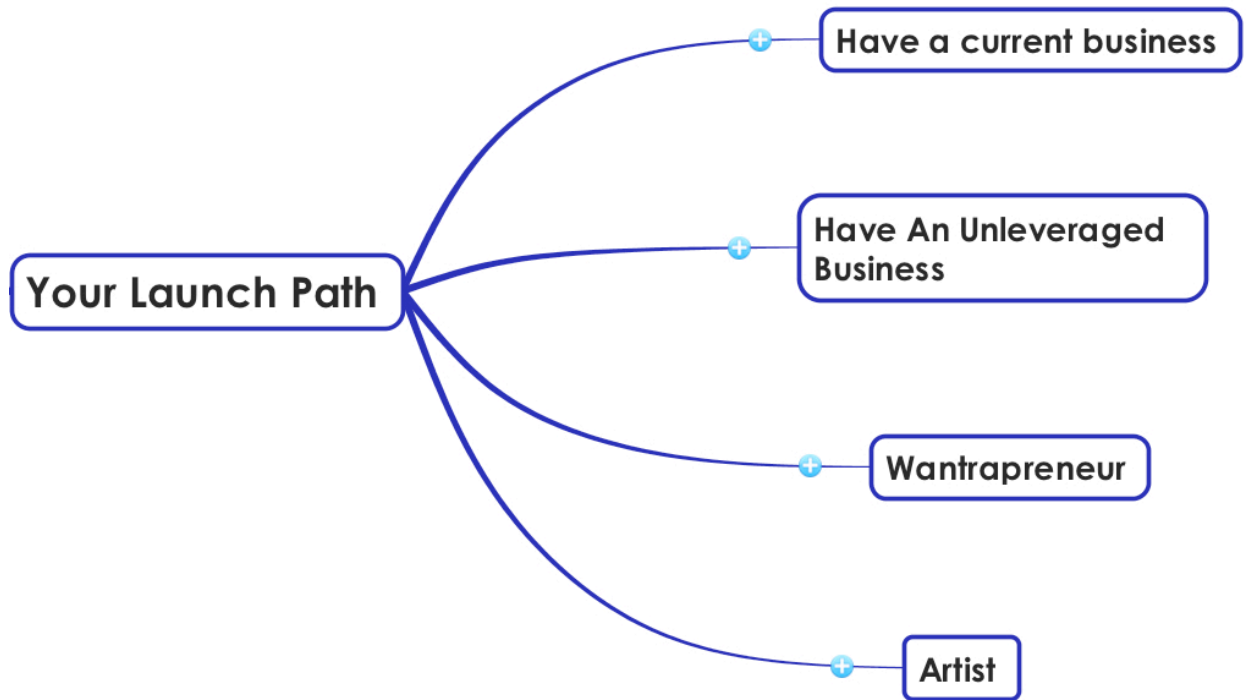 Have a current business
Have An Unleveraged
Business
Your Launch Path
Wantrapreneur
Artist